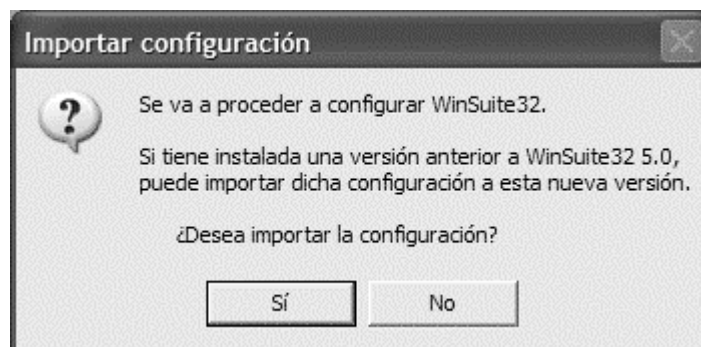 Importar configuración
Se va a proceder a configurar WinSuite32.
Si tiene instalada una versión anterior a WinSuite32 5.0,
puede importar dicha configuración a esta nueva versión.
¿Desea importar la configuración?
Sí
No